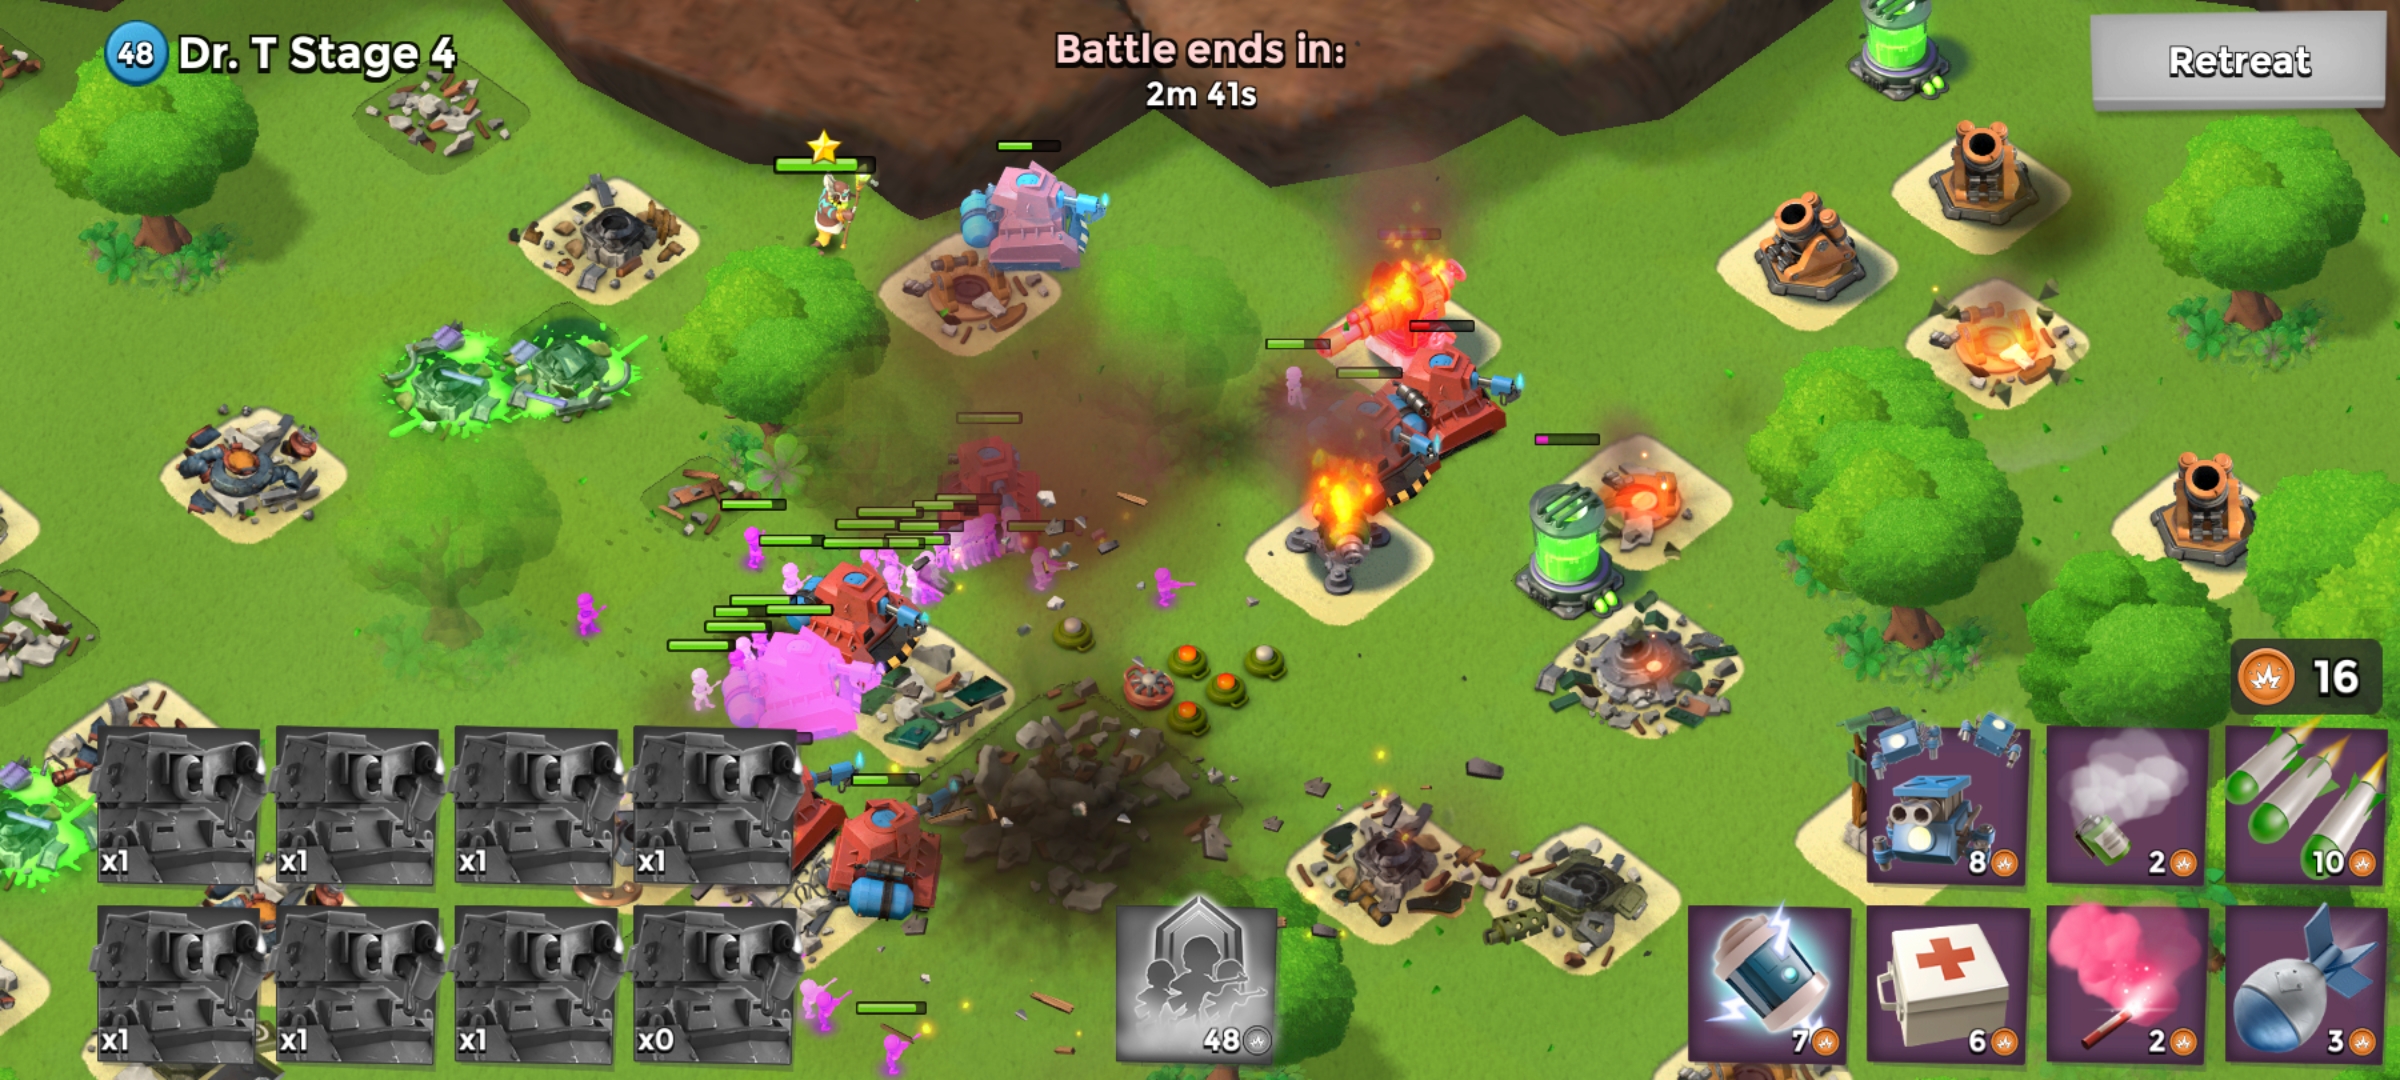 48 Dr. T Stage 4
Battle ends in:
2m 41s
Retreat
16
x1 x1 x1 x1
8 2 10
x1 x1 x1 x0
48
7 6 2 3